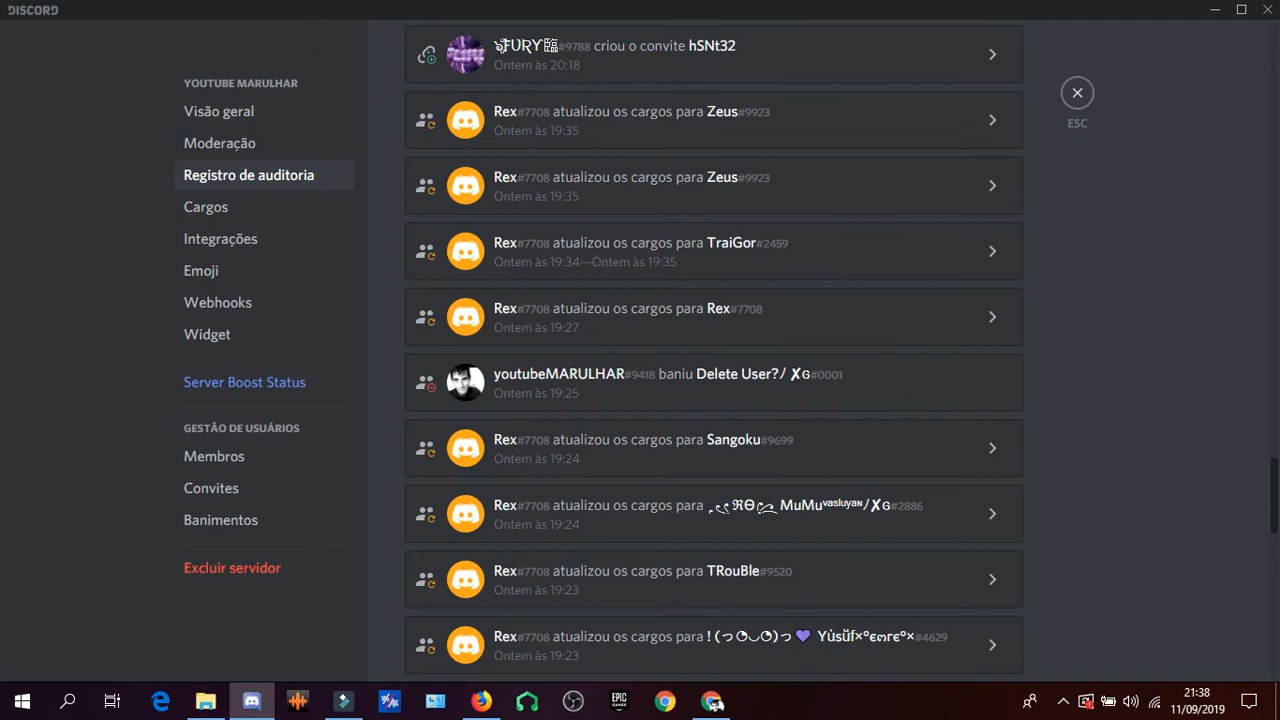 DISCORD
YOUTUBE MARULHAR
Visão geral
Moderação
Registro de auditoria
Cargos
Integrações
Emoji
Webhooks
Widget
Server Boost Status
GESTÃO DE USUÁRIOS
Membros
Convites
Banimentos
Excluir servidor
#9788 criou o convite hSNt32
Ontem às 20:18
Rex#7708 atualizou os cargos para Zeus#9923
Ontem às 19:35
Rex#7708 atualizou os cargos para Zeus#9923
Ontem às 19:35
Rex#7708 atualizou os cargos para TraiGor#2459
Ontem às 19:34—Ontem às 19:35
Rex#7708 atualizou os cargos para Rex#7708
Ontem às 19:27
youtubeMARULHAR#9418 baniu Delete User?/ ✘ɢ#0001
Ontem às 19:25
Rex#7708 atualizou os cargos para Sangoku#9699
Ontem às 19:24
Rex#7708 atualizou os cargos para MuMuᵛᵃˢˡᵘʸᵃᶰ/✘ɢ#2886
Ontem às 19:24
Rex#7708 atualizou os cargos para TRouBle#9520
Ontem às 19:23
Rex#7708 atualizou os cargos para ! (っ◔◡◔)っ 💜 #4629
Ontem às 19:23
ESC
EPIC GAMES
21:38
11/09/2019